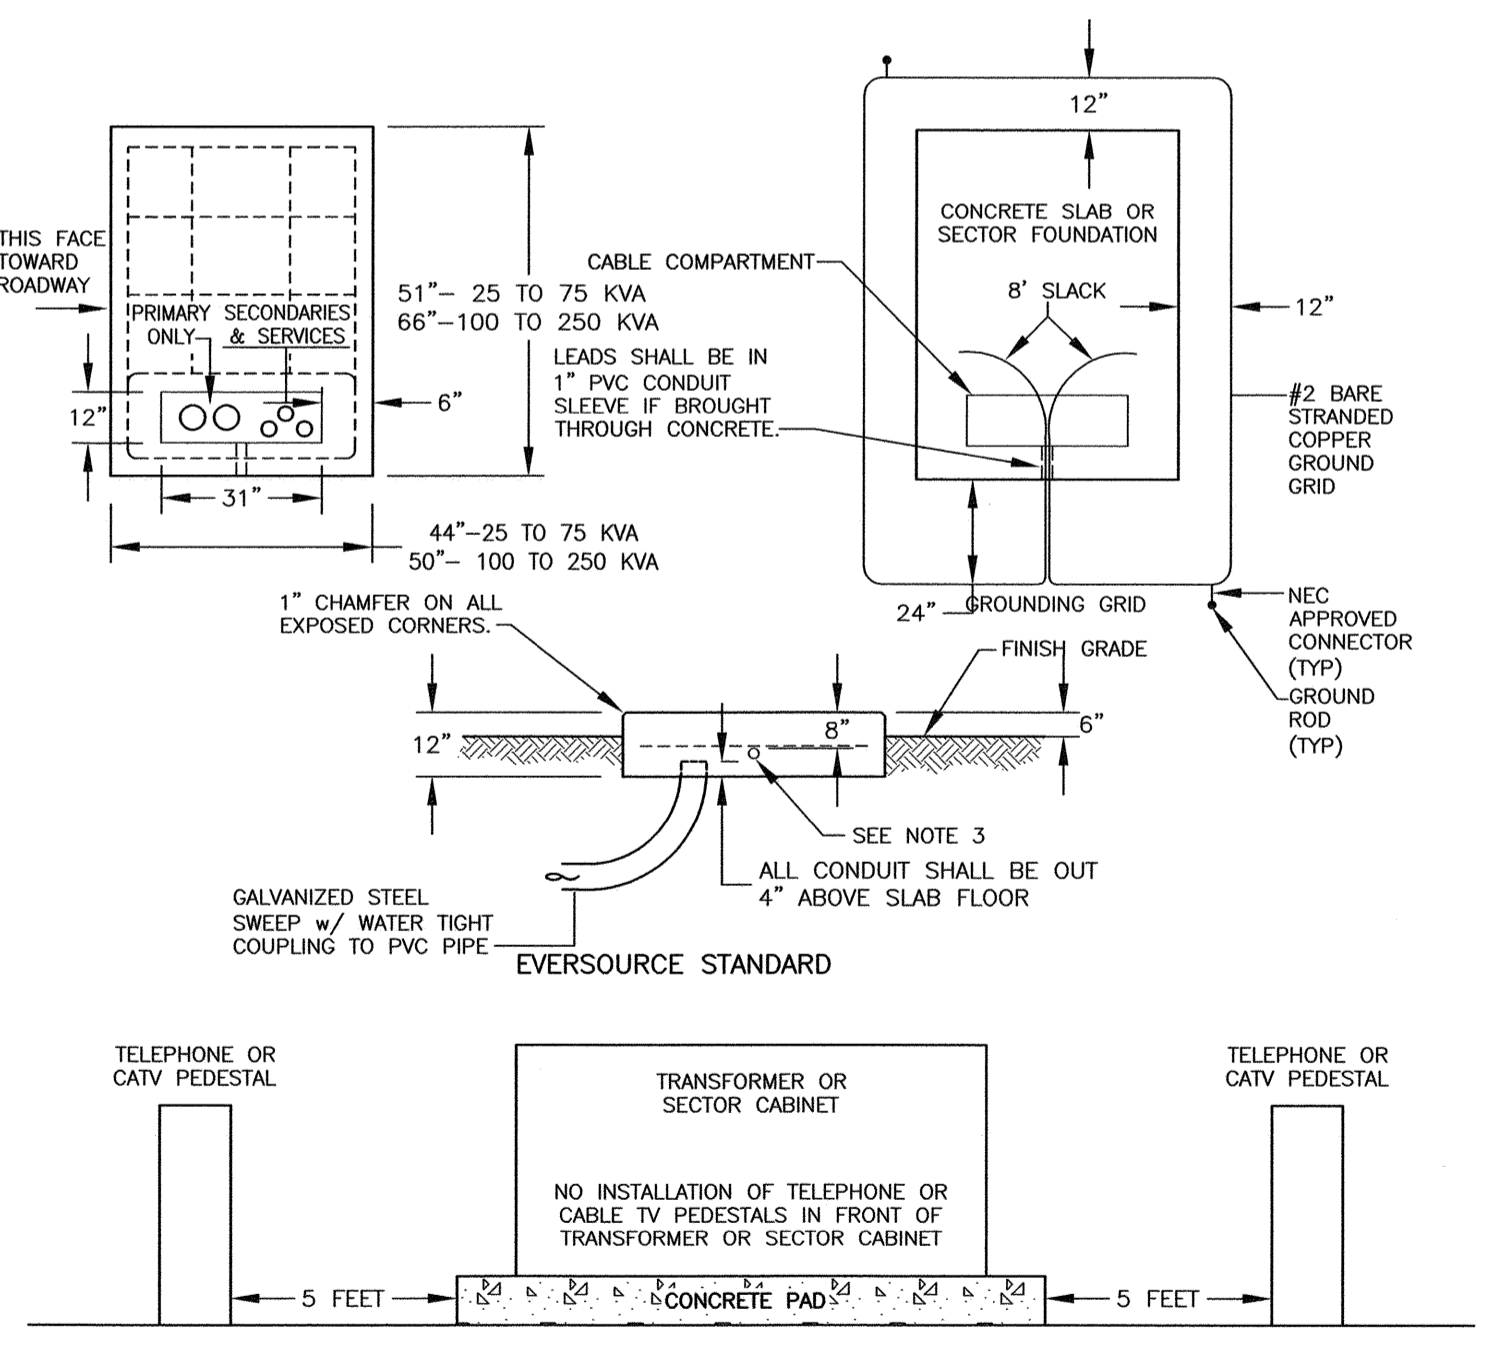 THIS FACE
TOWARD
ROADWAY
PRIMARY
ONLY
SECONDARIES
& SERVICES
12"
6"
31"
51"- 25 TO 75 KVA
66"-100 TO 250 KVA
44"-25 TO 75 KVA
50"- 100 TO 250 KVA
12"
CONCRETE SLAB OR
SECTOR FOUNDATION
CABLE COMPARTMENT
8' SLACK
12"
LEADS SHALL BE IN
1" PVC CONDUIT
SLEEVE IF BROUGHT
THROUGH CONCRETE.
#2 BARE
STRANDED
COPPER
GROUND
GRID
24"
GROUNDING GRID
NEC
APPROVED
CONNECTOR
(TYP)
GROUND
ROD
(TYP)
1" CHAMFER ON ALL
EXPOSED CORNERS.
FINISH GRADE
12"
8"
6"
SEE NOTE 3
ALL CONDUIT SHALL BE OUT
4" ABOVE SLAB FLOOR
GALVANIZED STEEL
SWEEP w/ WATER TIGHT
COUPLING TO PVC PIPE
EVERSOURCE STANDARD
TELEPHONE OR
CATV PEDESTAL
TRANSFORMER OR
SECTOR CABINET
TELEPHONE OR
CATV PEDESTAL
NO INSTALLATION OF TELEPHONE OR
CABLE TV PEDESTALS IN FRONT OF
TRANSFORMER OR SECTOR CABINET
5 FEET
CONCRETE PAD
5 FEET